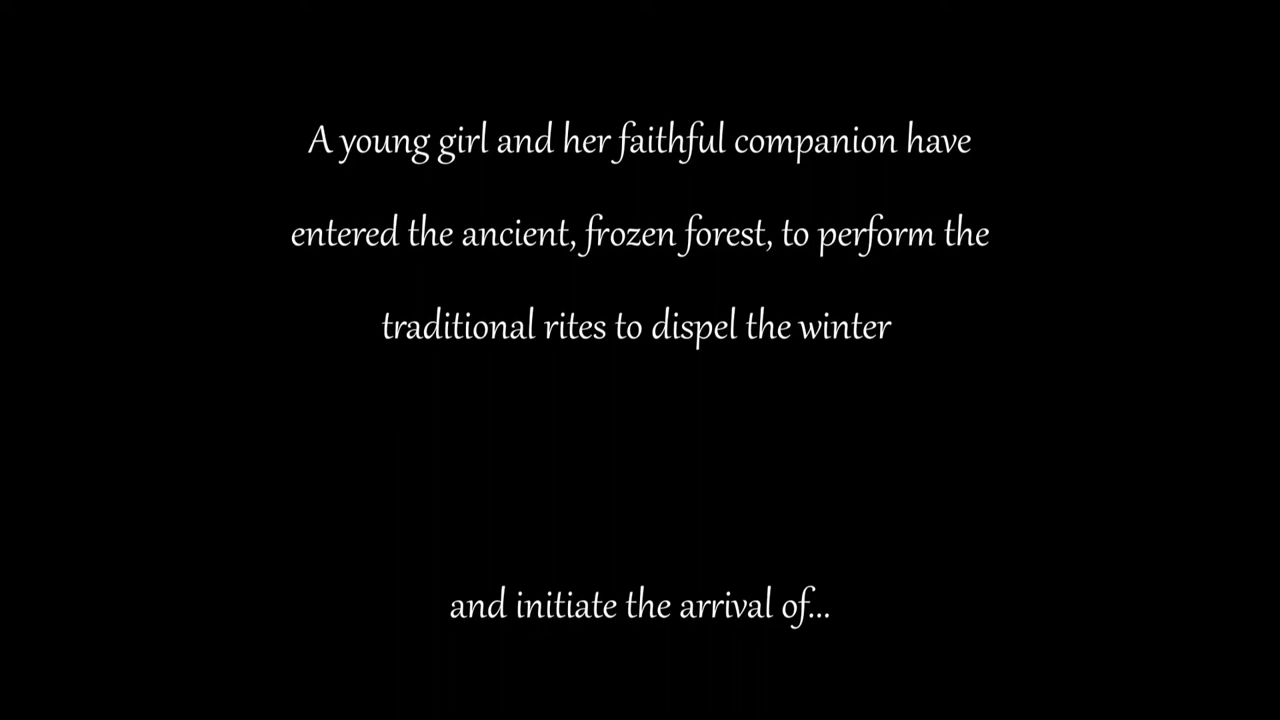 A young girl and her faithful companion have
entered the ancient, frozen forest, to perform the
traditional rites to dispel the winter
and initiate the arrival of...